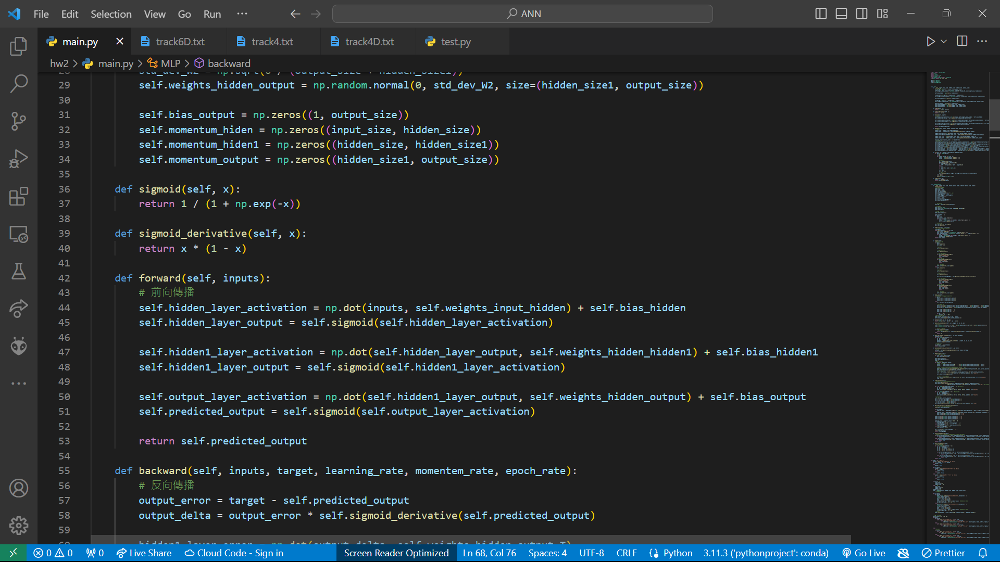 File Edit Selection View Go Run ··· ANN
main.py track6D.txt track4.txt track4D.txt test.py
hw2 > main.py > MLP > backward
29 self.weights_hidden_output = np.random.normal(0, std_dev_W2, size=(hidden_size1, output_size))
30
31 self.bias_output = np.zeros((1, output_size))
32 self.momentum_hiden = np.zeros((input_size, hidden_size))
33 self.momentum_hiden1 = np.zeros((hidden_size, hidden_size1))
34 self.momentum_output = np.zeros((hidden_size1, output_size))
35
36 def sigmoid(self, x):
37 return 1 / (1 + np.exp(-x))
38
39 def sigmoid_derivative(self, x):
40 return x * (1 - x)
41
42 def forward(self, inputs):
43 # 前向傳播
44 self.hidden_layer_activation = np.dot(inputs, self.weights_input_hidden) + self.bias_hidden
45 self.hidden_layer_output = self.sigmoid(self.hidden_layer_activation)
46
47 self.hidden1_layer_activation = np.dot(self.hidden_layer_output, self.weights_hidden_hidden1) + self.bias_hidden1
48 self.hidden1_layer_output = self.sigmoid(self.hidden1_layer_activation)
49
50 self.output_layer_activation = np.dot(self.hidden1_layer_output, self.weights_hidden_output) + self.bias_output
51 self.predicted_output = self.sigmoid(self.output_layer_activation)
52
53 return self.predicted_output
54
55 def backward(self, inputs, target, learning_rate, momentem_rate, epoch_rate):
56 # 反向傳播
57 output_error = target - self.predicted_output
58 output_delta = output_error * self.sigmoid_derivative(self.predicted_output)
59
0 0 0 Live Share Cloud Code - Sign in Screen Reader Optimized Ln 68, Col 76 Spaces: 4 UTF-8 CRLF Python 3.11.3 ('pythonproject': conda) Go Live Prettier